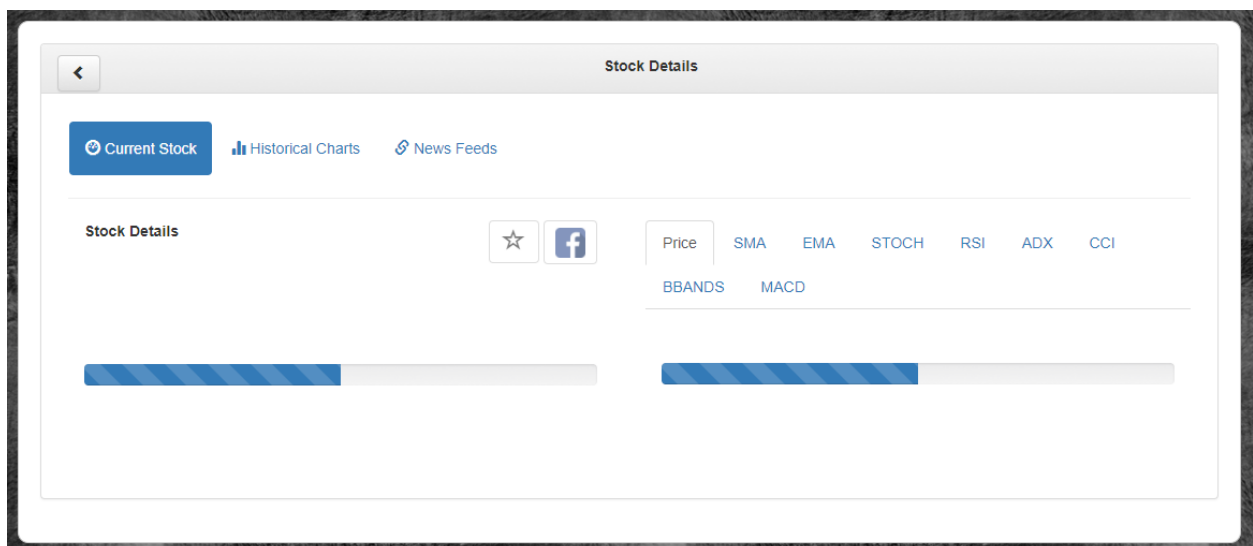 Stock Details
Current Stock Historical Charts News Feeds
Stock Details
Price SMA EMA STOCH RSI ADX CCI
BBANDS MACD